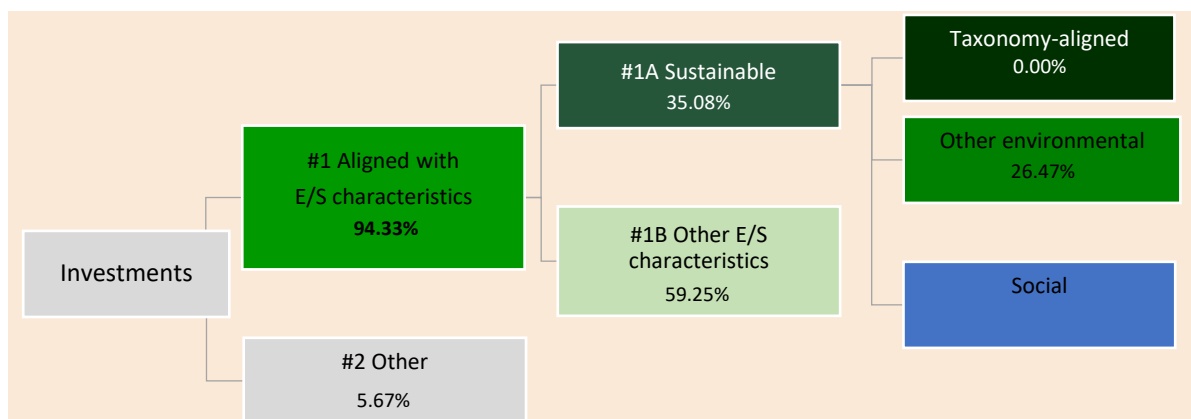 Investments
#1 Aligned with
E/S characteristics
94.33%
#2 Other
5.67%
#1A Sustainable
35.08%
#1B Other E/S
characteristics
59.25%
Taxonomy-aligned
0.00%
Other environmental
26.47%
Social